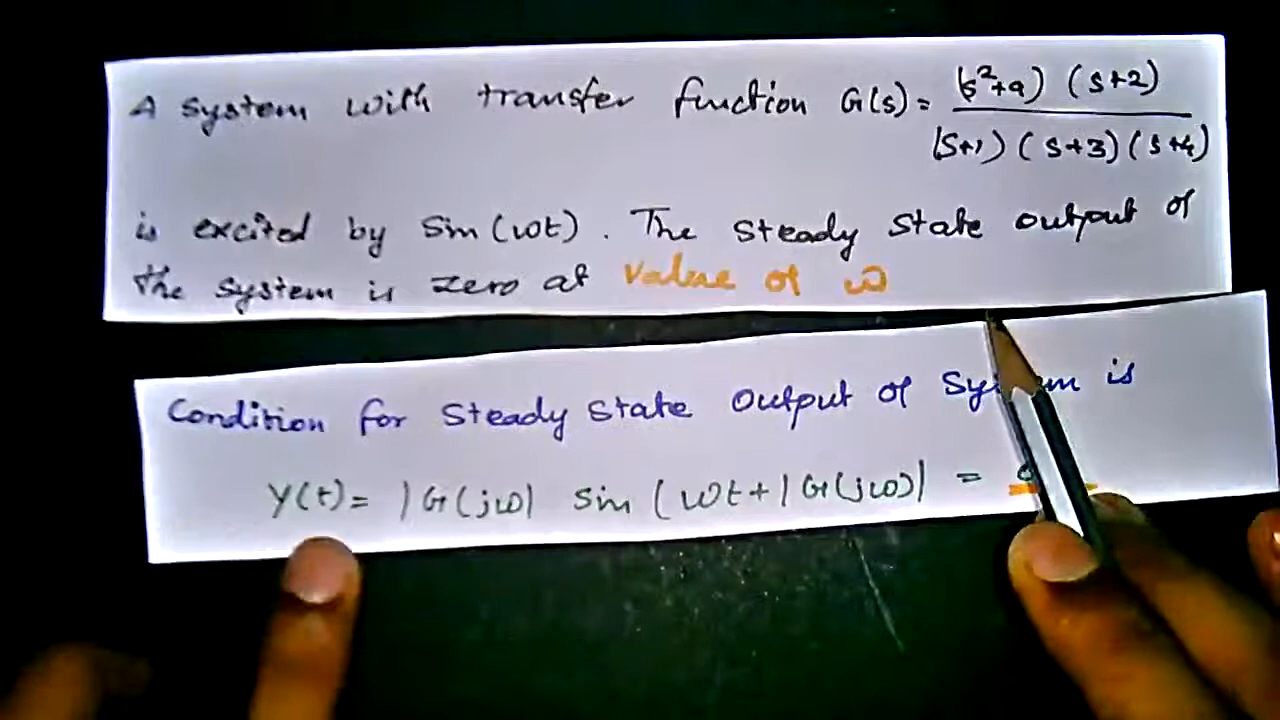 A system with transfer function G(s) = (s²+9) (s+2)
(s+1) (s+3) (s+4)
is excited by sin(ωt). The steady state output of
the system is zero at value of ω
Condition for steady state output of is
y(t) = |G(jω)| sin (ωt + |G(jω)| =